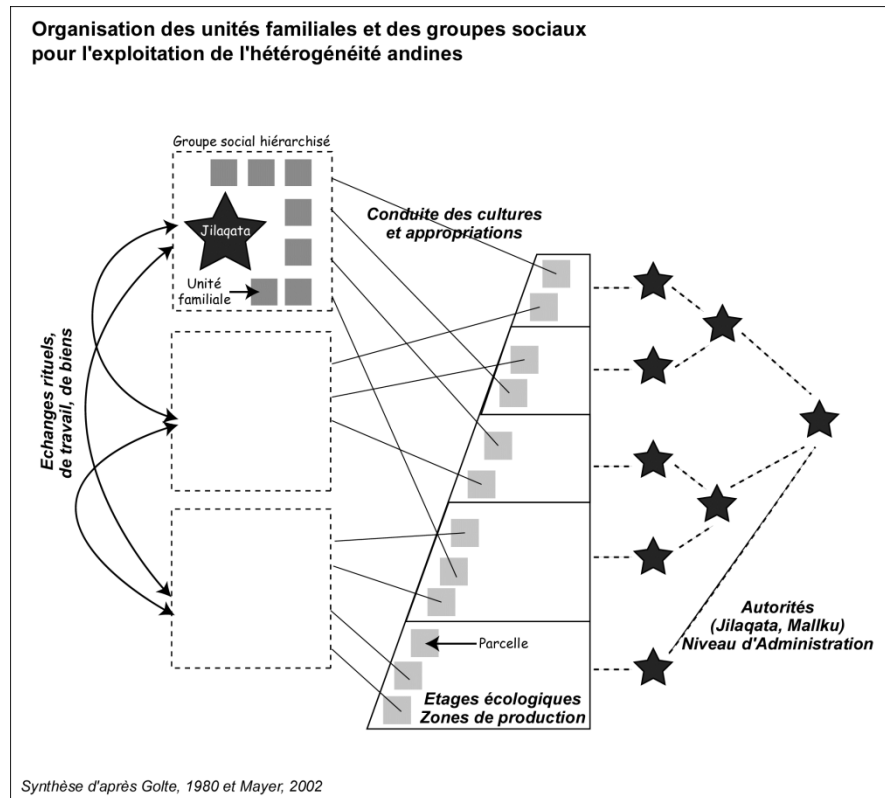 Organisation des unités familiales et des groupes sociaux
pour l'exploitation de l'hétérogénéité andines
Groupe social hiérarchisé
Jilaqata
Unité
familiale
Conduite des cultures
et appropriations
Echanges rituels,
de travail, de biens
Parcelle
Etages écologiques
Zones de production
Autorités
(Jilaqata, Mallku)
Niveau d'Administration
Synthèse d'après Golte, 1980 et Mayer, 2002